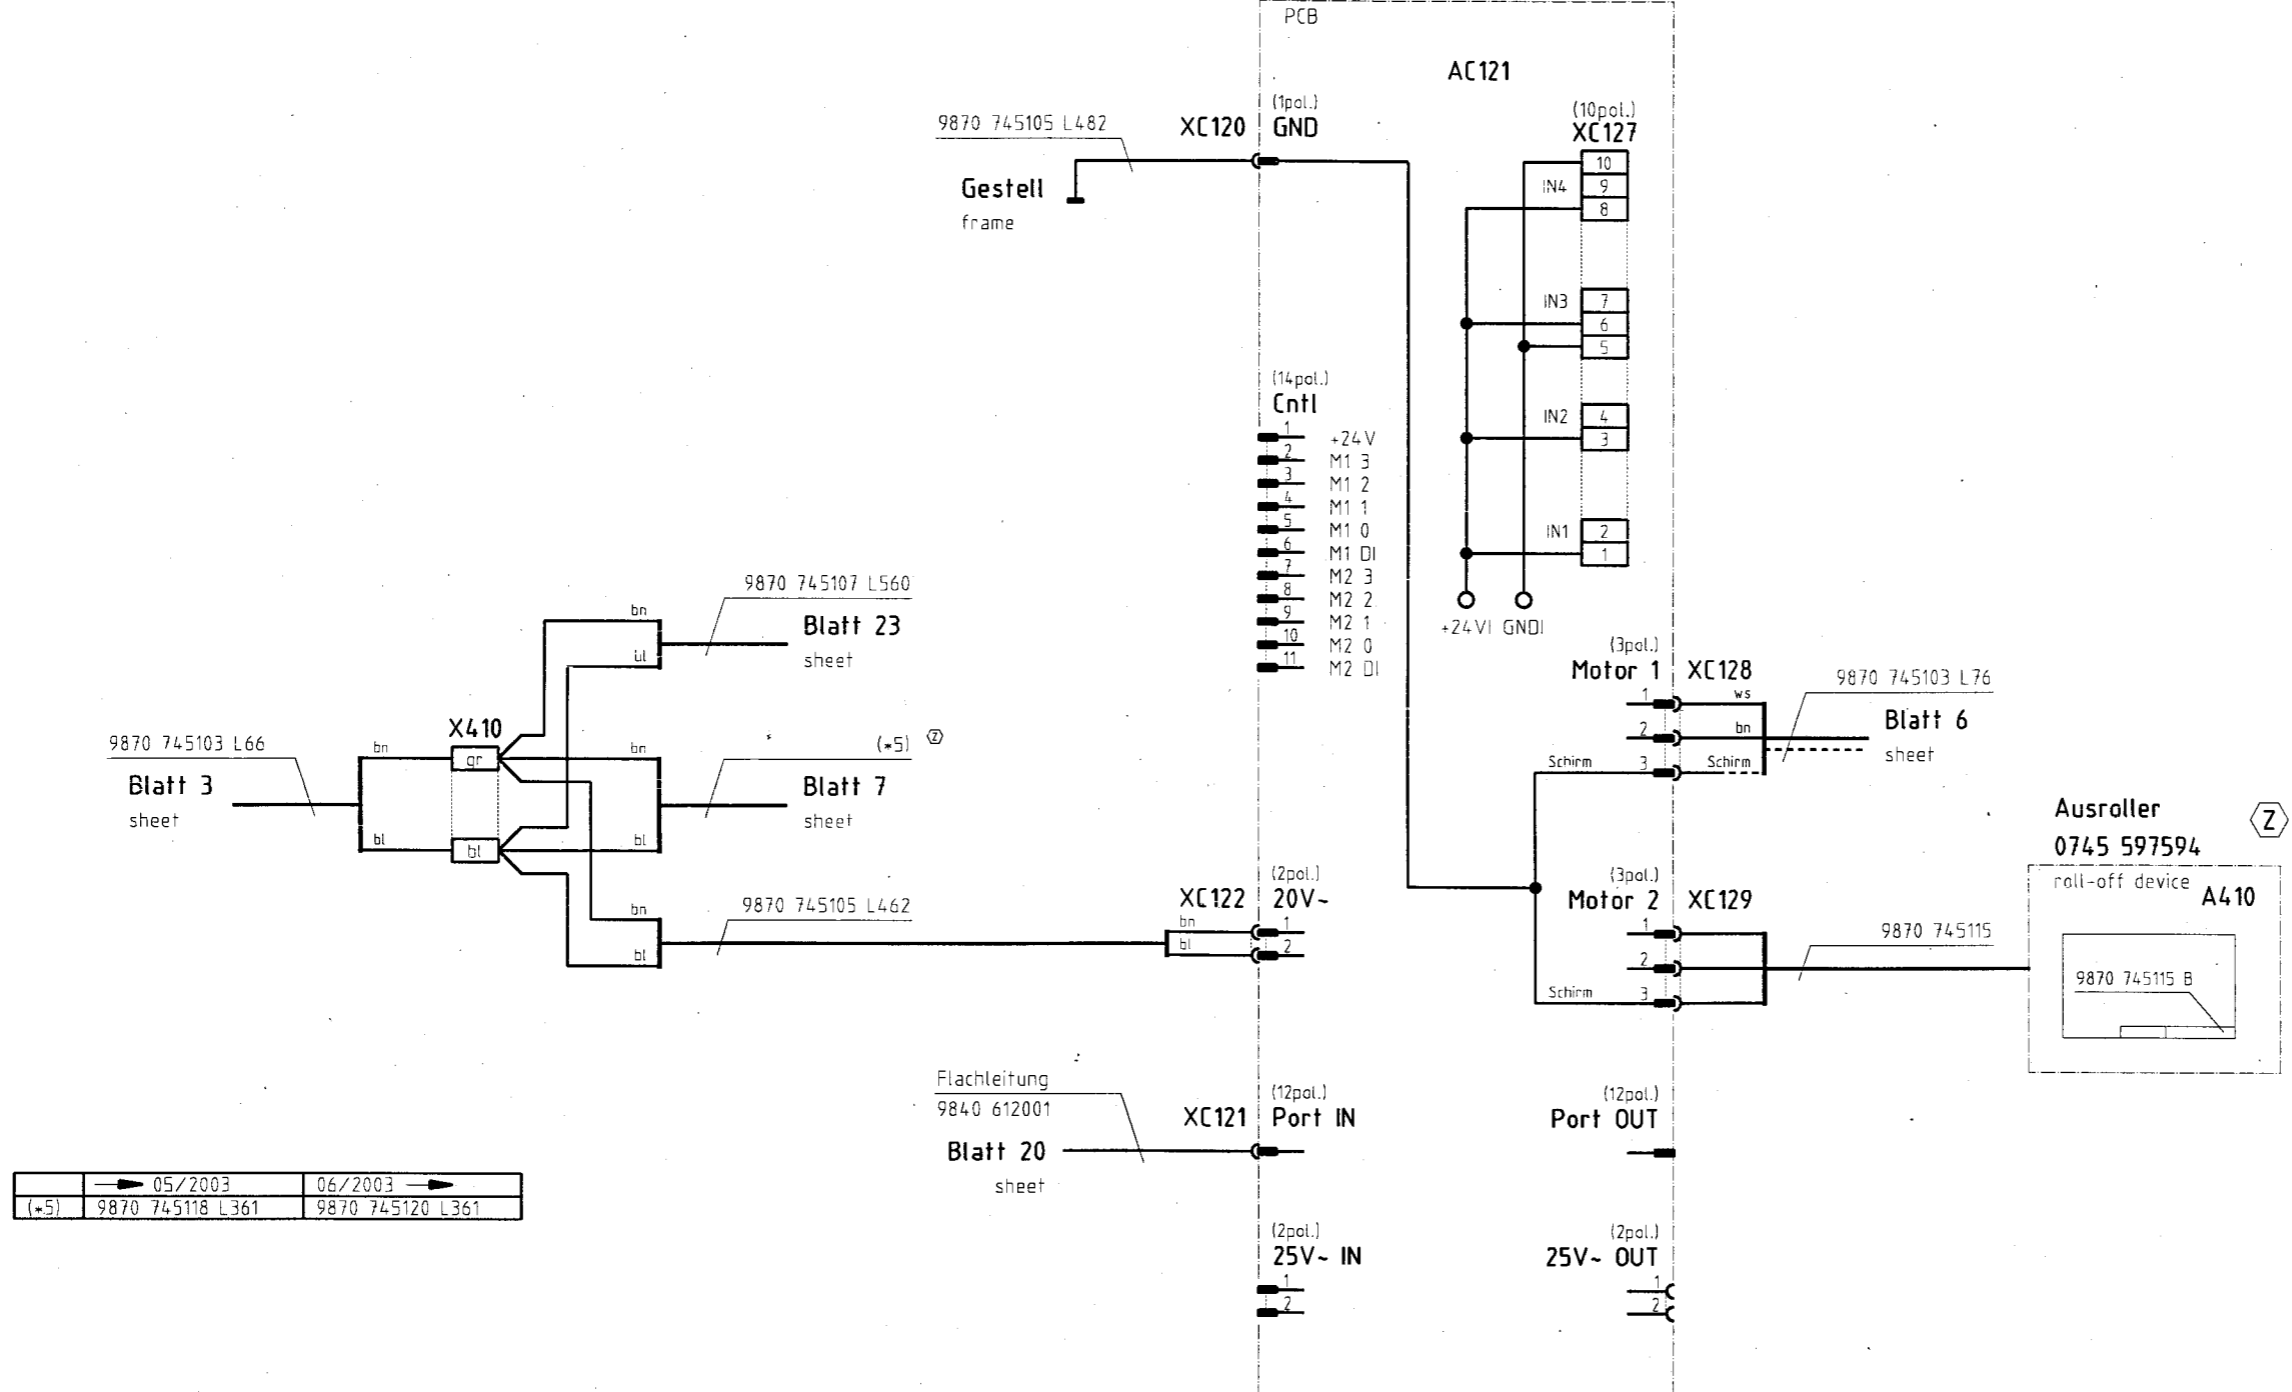 PCB
AC121
9870 745105 L482
XC120
(1pol.)
GND
Gestell
frame
(10pol.)
XC127
10
IN4 9
8
IN3 7
6
5
IN2 4
3
IN1 2
1
+24VI GNDI
(14pol.)
Cntl
1 +24V
2 M1 3
3 M1 2
4 M1 1
5 M1 0
6 M1 DI
7 M2 3
8 M2 2
9 M2 1
10 M2 0
11 M2 DI
9870 745107 L560
bn
Blatt 23
sheet
X410
9870 745103 L66
Blatt 3
sheet
bn
gr
bl
bl
bn
(*5) Z
Blatt 7
sheet
bl
bn
9870 745105 L462
bl
XC122
(2pol.)
20V~
bn 1
bl 2
(3pol.)
Motor 1 XC128
1 ws
2 bn
Schirm 3 Schirm
9870 745103 L76
Blatt 6
sheet
(3pol.)
Motor 2 XC129
1
2
Schirm 3
9870 745115
Ausroller
0745 597594
Z
roll-off device
A410
9870 745115 B
Flachleitung
9840 612001
Blatt 20
sheet
XC121
(12pol.)
Port IN
(12pol.)
Port OUT
(2pol.)
25V~ IN
1
2
(2pol.)
25V~ OUT
1
2
05/2003 06/2003
(*5) 9870 745118 L361 9870 745120 L361